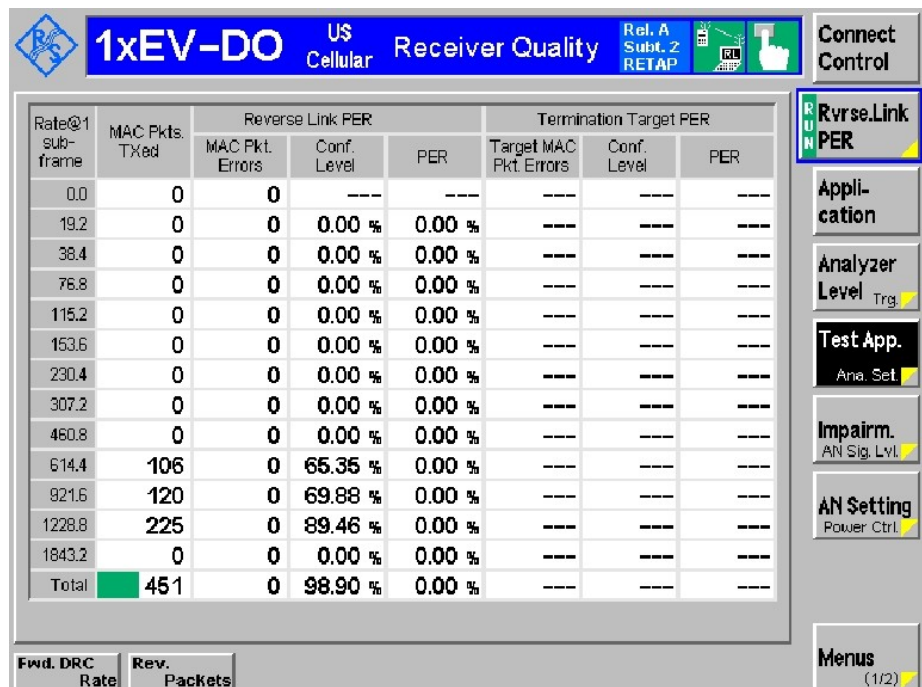 1xEV-DO US Cellular Receiver Quality Rel. A Subt. 2 RETAP RL
Connect Control
R&S
RUN Rvrse.Link PER
Rate@1 sub-frame MAC Pkts. TXed Reverse Link PER Termination Target PER
MAC Pkt. Errors Conf. Level PER Target MAC Pkt. Errors Conf. Level PER
0.0 0 0 --- --- --- --- ---
19.2 0 0 0.00 % 0.00 % --- --- ---
38.4 0 0 0.00 % 0.00 % --- --- ---
76.8 0 0 0.00 % 0.00 % --- --- ---
115.2 0 0 0.00 % 0.00 % --- --- ---
153.6 0 0 0.00 % 0.00 % --- --- ---
230.4 0 0 0.00 % 0.00 % --- --- ---
307.2 0 0 0.00 % 0.00 % --- --- ---
460.8 0 0 0.00 % 0.00 % --- --- ---
614.4 106 0 65.35 % 0.00 % --- --- ---
921.6 120 0 69.88 % 0.00 % --- --- ---
1228.8 225 0 89.46 % 0.00 % --- --- ---
1843.2 0 0 0.00 % 0.00 % --- --- ---
Total 451 0 98.90 % 0.00 % --- --- ---
Appli-
cation
Analyzer
Level Trg.
Test App.
Ana. Set.
Impairm.
AN Sig. Lvl.
AN Setting
Power Ctrl.
Fwd. DRC Rate
Rev. Packets
Menus
(1/2)